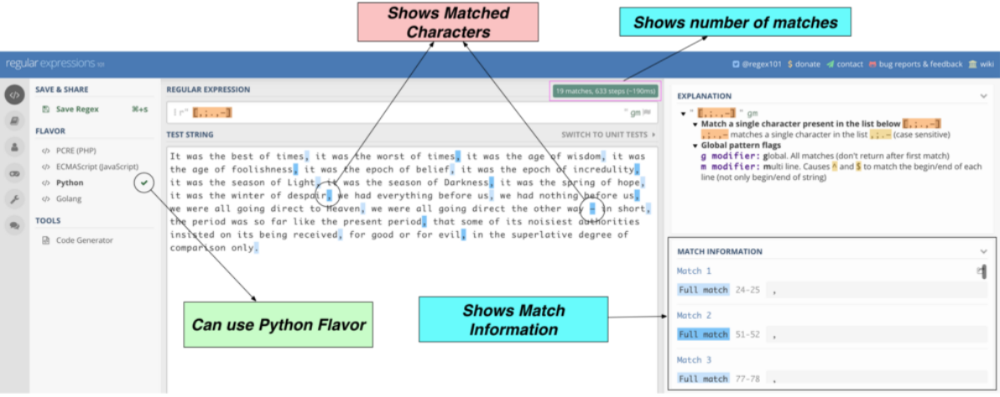 Shows Matched
Characters
Shows number of matches
regular expressions 101
@regex101 $ donate contact bug reports & feedback wiki
SAVE & SHARE
Save Regex ⌘+s
FLAVOR
</> PCRE (PHP)
</> ECMAScript (JavaScript)
</> Python
</> Golang
TOOLS
Code Generator
REGULAR EXPRESSION
19 matches, 633 steps (~190ms)
r" [,;.,–] " gm
TEST STRING
SWITCH TO UNIT TESTS
It was the best of times, it was the worst of times, it was the age of wisdom, it was
the age of foolishness, it was the epoch of belief, it was the epoch of incredulity,
it was the season of Light, it was the season of Darkness, it was the spring of hope,
it was the winter of despair, we had everything before us, we had nothing before us,
we were all going direct to Heaven, we were all going direct the other way – in short,
the period was so far like the present period, that some of its noisiest authorities
insisted on its being received, for good or for evil, in the superlative degree of
comparison only.
EXPLANATION
" [,;.,–] " gm
Match a single character present in the list below [,;.,–]
,;.,– matches a single character in the list ,;.– (case sensitive)
Global pattern flags
g modifier: global. All matches (don't return after first match)
m modifier: multi line. Causes ^ and $ to match the begin/end of each
line (not only begin/end of string)
MATCH INFORMATION
Match 1
Full match 24-25 ,
Match 2
Full match 51-52 ,
Match 3
Full match 77-78 ,
Can use Python Flavor
Shows Match
Information